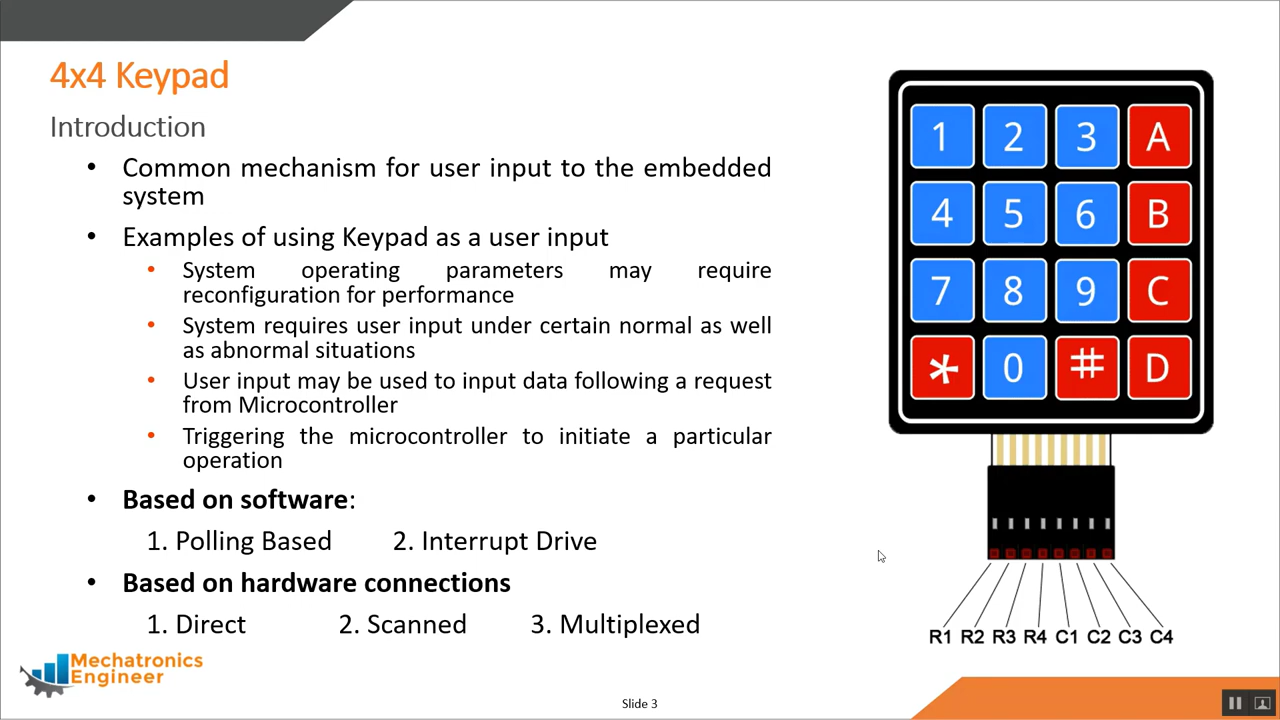 4x4 Keypad
Introduction
• Common mechanism for user input to the embedded
system
• Examples of using Keypad as a user input
• System operating parameters may require
reconfiguration for performance
• System requires user input under certain normal as well
as abnormal situations
• User input may be used to input data following a request
from Microcontroller
• Triggering the microcontroller to initiate a particular
operation
• Based on software:
1. Polling Based 2. Interrupt Drive
• Based on hardware connections
1. Direct 2. Scanned 3. Multiplexed
1 2 3 A
4 5 6 B
7 8 9 C
* 0 # D
R1 R2 R3 R4 C1 C2 C3 C4
Mechatronics
Engineer
Slide 3